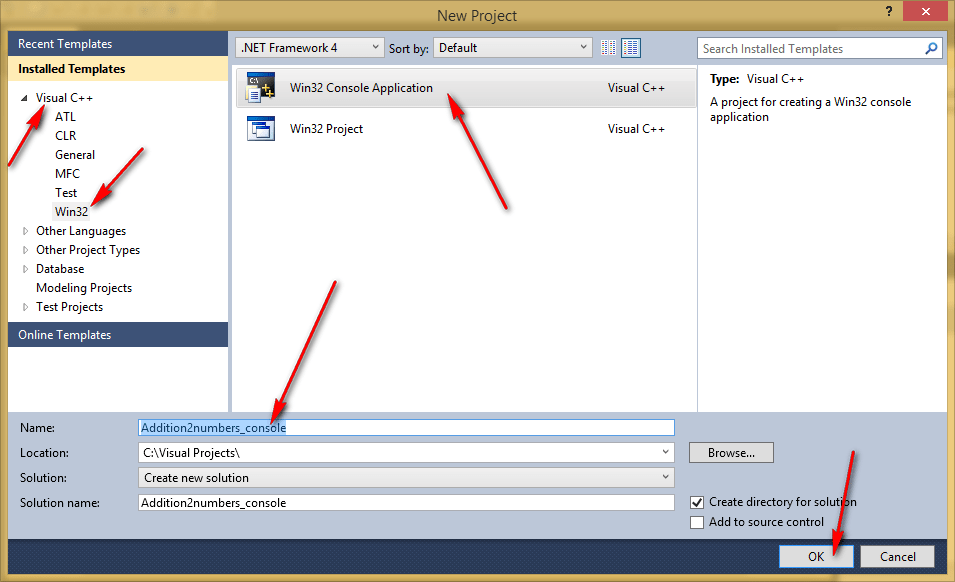 New Project
?
Recent Templates
Installed Templates
Visual C++
ATL
CLR
General
MFC
Test
Win32
Other Languages
Other Project Types
Database
Modeling Projects
Test Projects
Online Templates
.NET Framework 4
Sort by: Default
Search Installed Templates
C:\
Win32 Console Application Visual C++
Win32 Project Visual C++
Type: Visual C++
A project for creating a Win32 console
application
Name: Addition2numbers_console
Location: C:\Visual Projects\
Browse...
Solution: Create new solution
Solution name: Addition2numbers_console
Create directory for solution
Add to source control
OK
Cancel